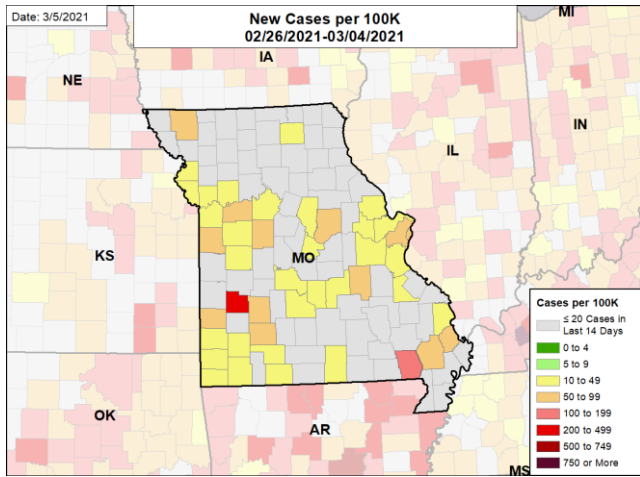 Date: 3/5/2021
New Cases per 100K
02/26/2021-03/04/2021
MI
IA
NE
IN
IL
MO
KS
Cases per 100K
≤ 20 Cases in
Last 14 Days
0 to 4
5 to 9
10 to 49
50 to 99
100 to 199
200 to 499
500 to 749
750 or More
OK
AR
MS